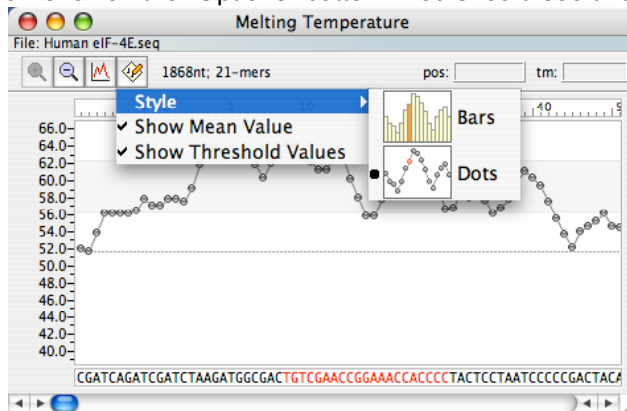 Melting Temperature
File: Human eIF-4E.seq
1868nt; 21-mers pos: tm:
Style
Show Mean Value
Show Threshold Values
Bars
Dots
40
66.0
64.0
62.0
60.0
58.0
56.0
54.0
52.0
50.0
48.0
46.0
44.0
42.0
40.0
CGATCAGATCGATCTAAGATGGCGACTGTCGAACCGGAAACCACCCCTACTCCTAATCCCCCGACTACA